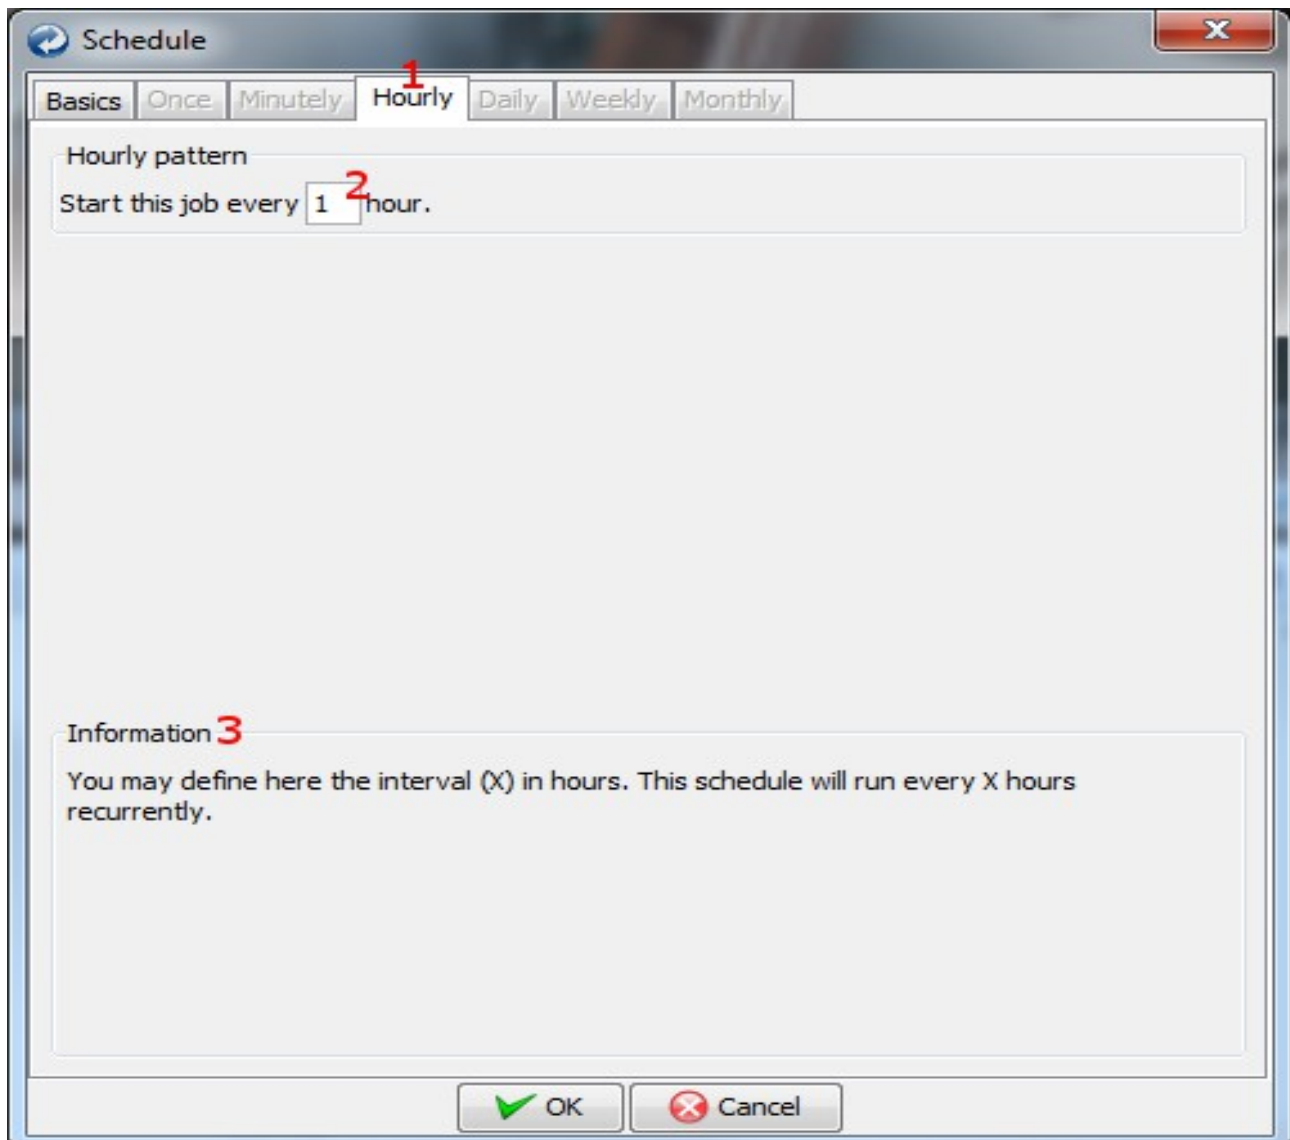 Schedule
1
Basics Once Minutely Hourly Daily Weekly Monthly
Hourly pattern
2
Start this job every 1 hour.
Information 3
You may define here the interval (X) in hours. This schedule will run every X hours
recurrently.
OK Cancel